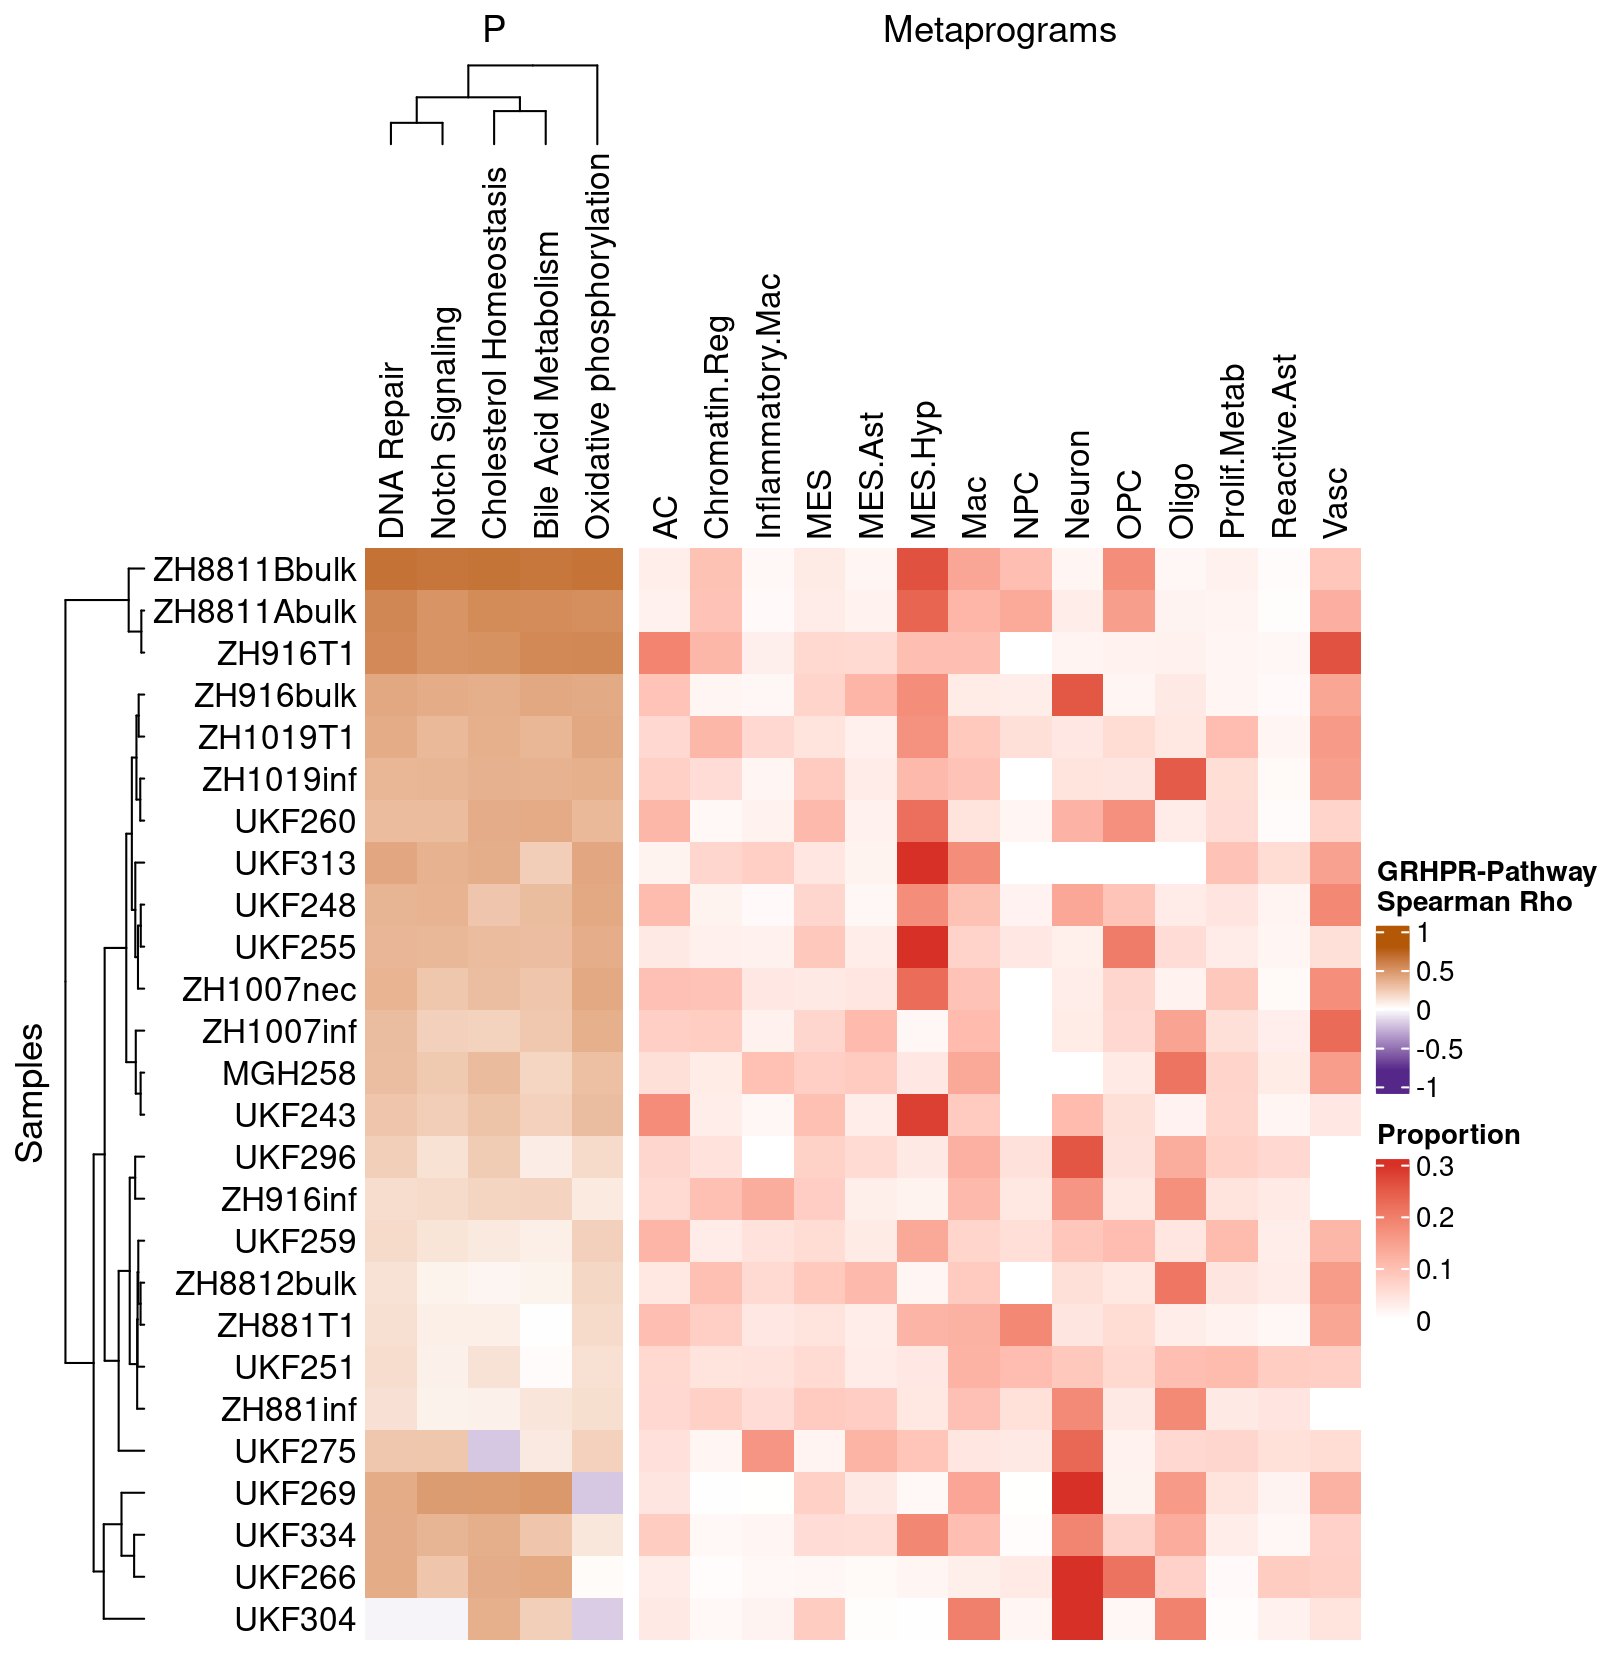 P
Metaprograms
DNA Repair
Notch Signaling
Cholesterol Homeostasis
Bile Acid Metabolism
Oxidative phosphorylation
AC
Chromatin.Reg
Inflammatory.Mac
MES
MES.Ast
MES.Hyp
Mac
NPC
Neuron
OPC
Oligo
Prolif.Metab
Reactive.Ast
Vasc
Samples
ZH8811Bbulk
ZH8811Abulk
ZH916T1
ZH916bulk
ZH1019T1
ZH1019inf
UKF260
UKF313
UKF248
UKF255
ZH1007nec
ZH1007inf
MGH258
UKF243
UKF296
ZH916inf
UKF259
ZH8812bulk
ZH881T1
UKF251
ZH881inf
UKF275
UKF269
UKF334
UKF266
UKF304
GRHPR-Pathway
Spearman Rho
1
0.5
0
-0.5
-1
Proportion
0.3
0.2
0.1
0